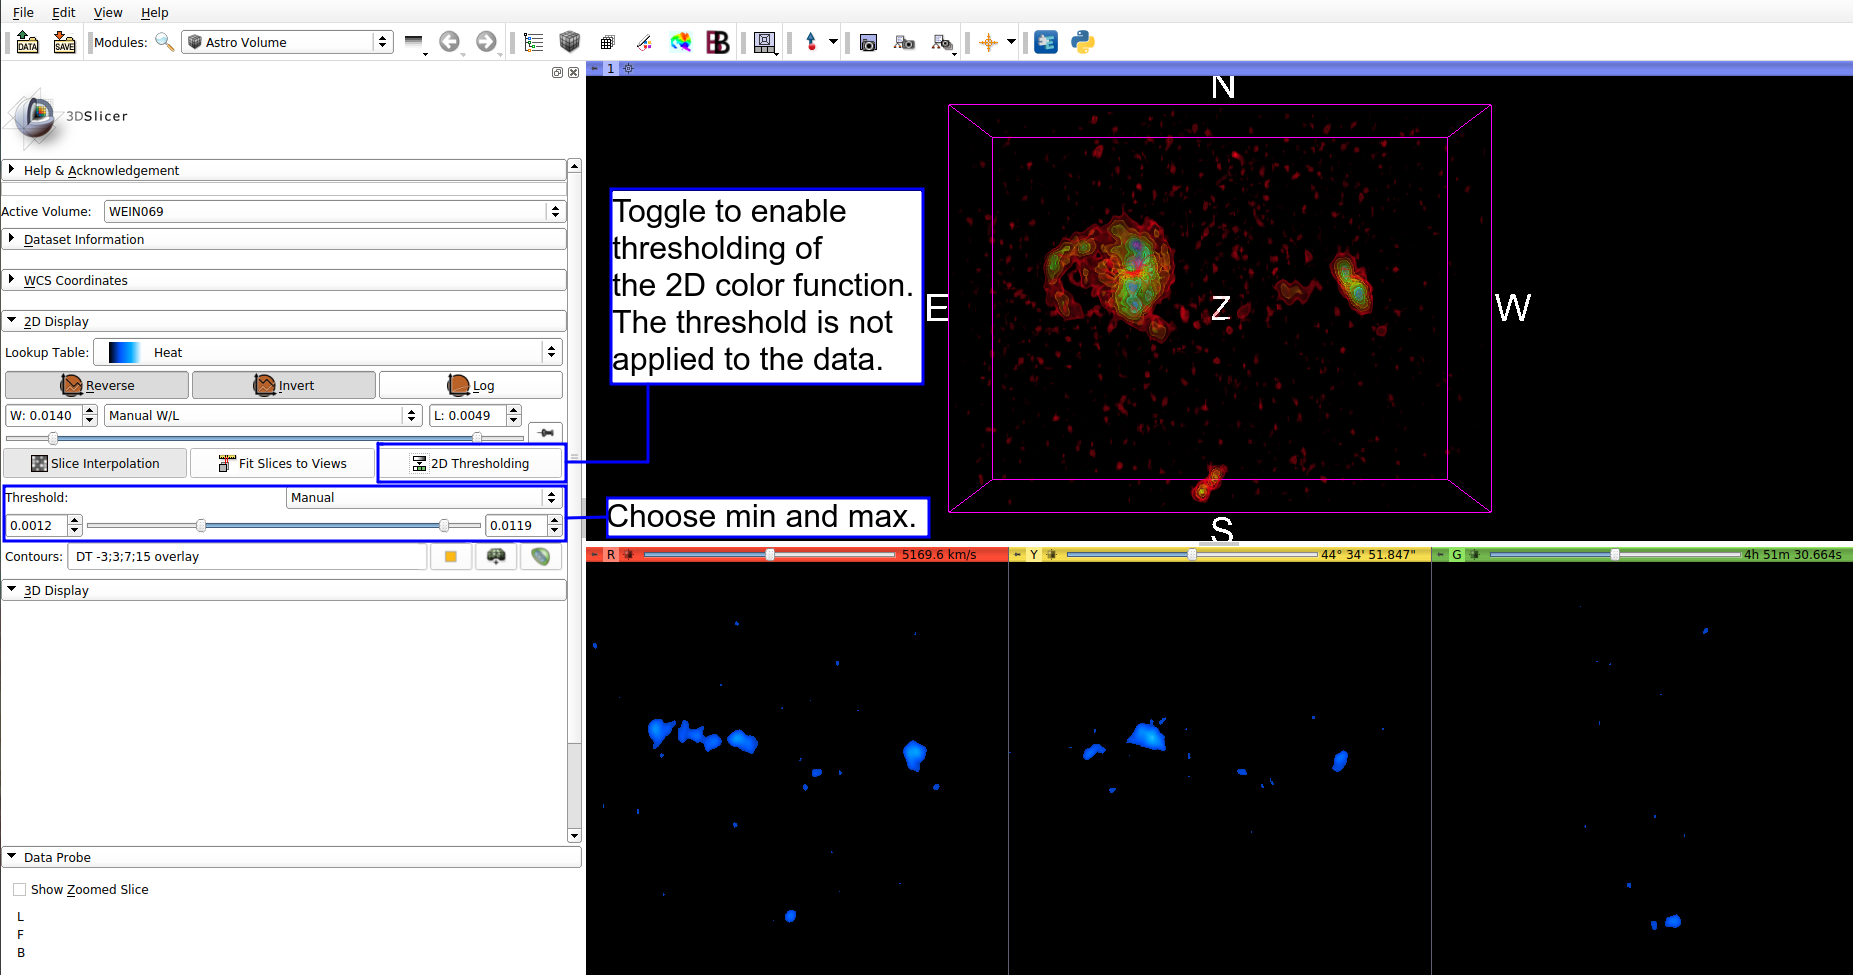 File Edit View Help
DATA SAVE Modules: Astro Volume
1
3DSlicer
Help & Acknowledgement
Active Volume: WEIN069
Dataset Information
WCS Coordinates
2D Display
Lookup Table: Heat
Reverse Invert Log
W: 0.0140 Manual W/L L: 0.0049
Slice Interpolation Fit Slices to Views 2D Thresholding
Threshold: Manual
0.0012 0.0119
Contours: DT -3;3;7;15 overlay
3D Display
Data Probe
Show Zoomed Slice
L
F
B
Toggle to enable
thresholding of
the 2D color function.
The threshold is not
applied to the data.
Choose min and max.
N
E Z W
S
R 5169.6 km/s
Y 44° 34' 51.847"
G 4h 51m 30.664s